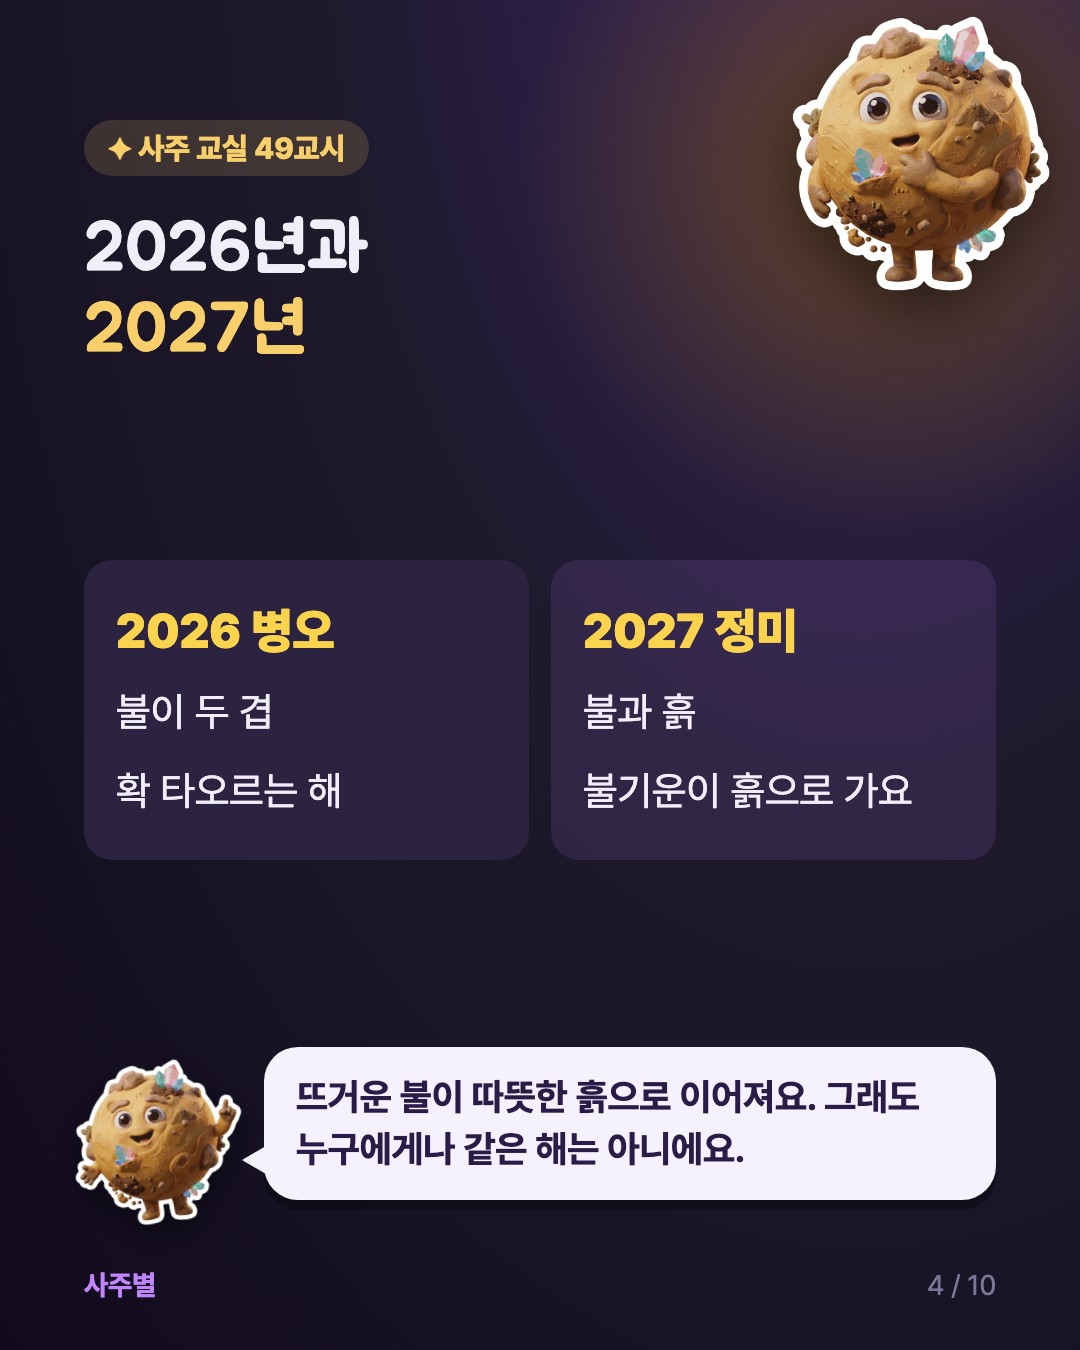 사주 교실 49교시
2026년과
2027년
2026 병오
불이 두 겹
확 타오르는 해
2027 정미
불과 흙
불기운이 흙으로 가요
뜨거운 불이 따뜻한 흙으로 이어져요. 그래도
누구에게나 같은 해는 아니에요.
사주별
4 / 10